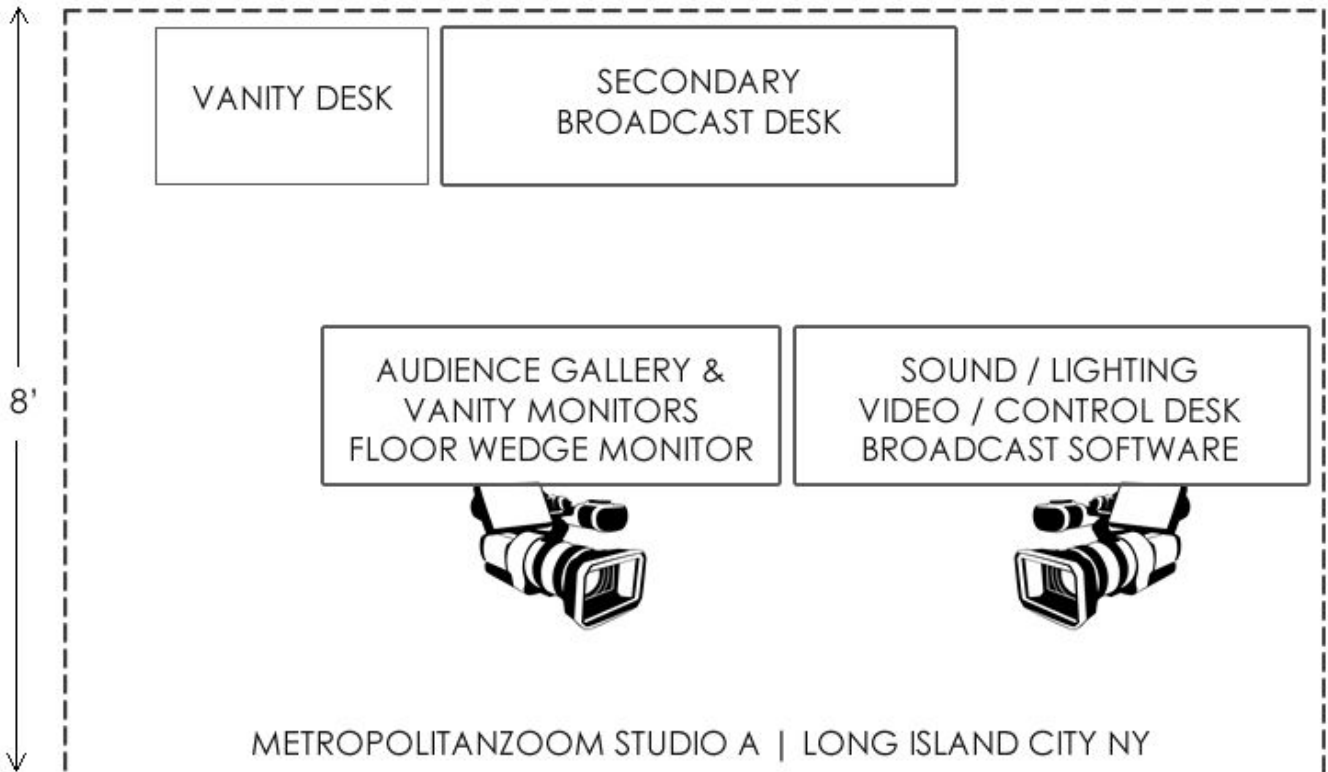 VANITY DESK
SECONDARY
BROADCAST DESK
8'
AUDIENCE GALLERY &
VANITY MONITORS
FLOOR WEDGE MONITOR
SOUND / LIGHTING
VIDEO / CONTROL DESK
BROADCAST SOFTWARE
METROPOLITANZOOM STUDIO A | LONG ISLAND CITY NY